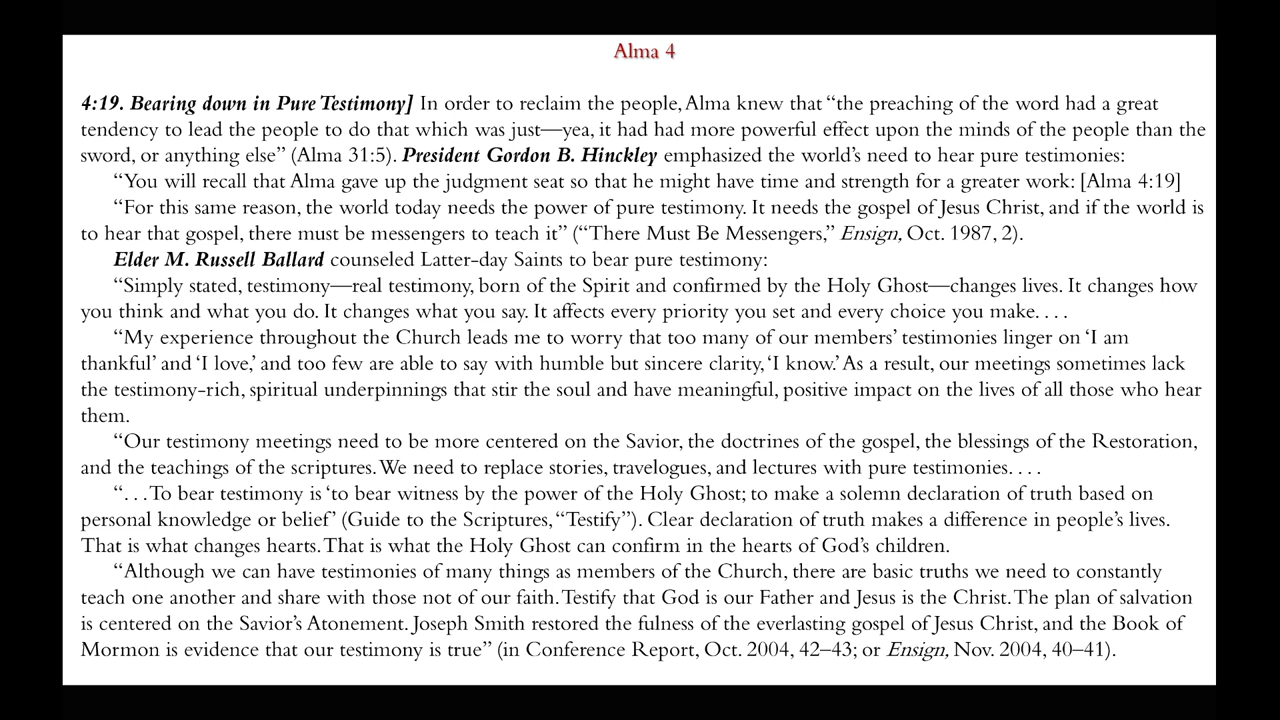 Alma 4
4:19. Bearing down in Pure Testimony] In order to reclaim the people, Alma knew that “the preaching of the word had a great
tendency to lead the people to do that which was just—yea, it had had more powerful effect upon the minds of the people than the
sword, or anything else” (Alma 31:5). President Gordon B. Hinckley emphasized the world’s need to hear pure testimonies:
“You will recall that Alma gave up the judgment seat so that he might have time and strength for a greater work: [Alma 4:19]
“For this same reason, the world today needs the power of pure testimony. It needs the gospel of Jesus Christ, and if the world is
to hear that gospel, there must be messengers to teach it” (“There Must Be Messengers,” Ensign, Oct. 1987, 2).
Elder M. Russell Ballard counseled Latter-day Saints to bear pure testimony:
“Simply stated, testimony—real testimony, born of the Spirit and confirmed by the Holy Ghost—changes lives. It changes how
you think and what you do. It changes what you say. It affects every priority you set and every choice you make. . . .
“My experience throughout the Church leads me to worry that too many of our members’ testimonies linger on ‘I am
thankful’ and ‘I love,’ and too few are able to say with humble but sincere clarity, ‘I know.’ As a result, our meetings sometimes lack
the testimony-rich, spiritual underpinnings that stir the soul and have meaningful, positive impact on the lives of all those who hear
them.
“Our testimony meetings need to be more centered on the Savior, the doctrines of the gospel, the blessings of the Restoration,
and the teachings of the scriptures. We need to replace stories, travelogues, and lectures with pure testimonies. . . .
“. . . To bear testimony is ‘to bear witness by the power of the Holy Ghost; to make a solemn declaration of truth based on
personal knowledge or belief’ (Guide to the Scriptures, “Testify”). Clear declaration of truth makes a difference in people’s lives.
That is what changes hearts. That is what the Holy Ghost can confirm in the hearts of God’s children.
“Although we can have testimonies of many things as members of the Church, there are basic truths we need to constantly
teach one another and share with those not of our faith. Testify that God is our Father and Jesus is the Christ. The plan of salvation
is centered on the Savior’s Atonement. Joseph Smith restored the fulness of the everlasting gospel of Jesus Christ, and the Book of
Mormon is evidence that our testimony is true” (in Conference Report, Oct. 2004, 42–43; or Ensign, Nov. 2004, 40–41).